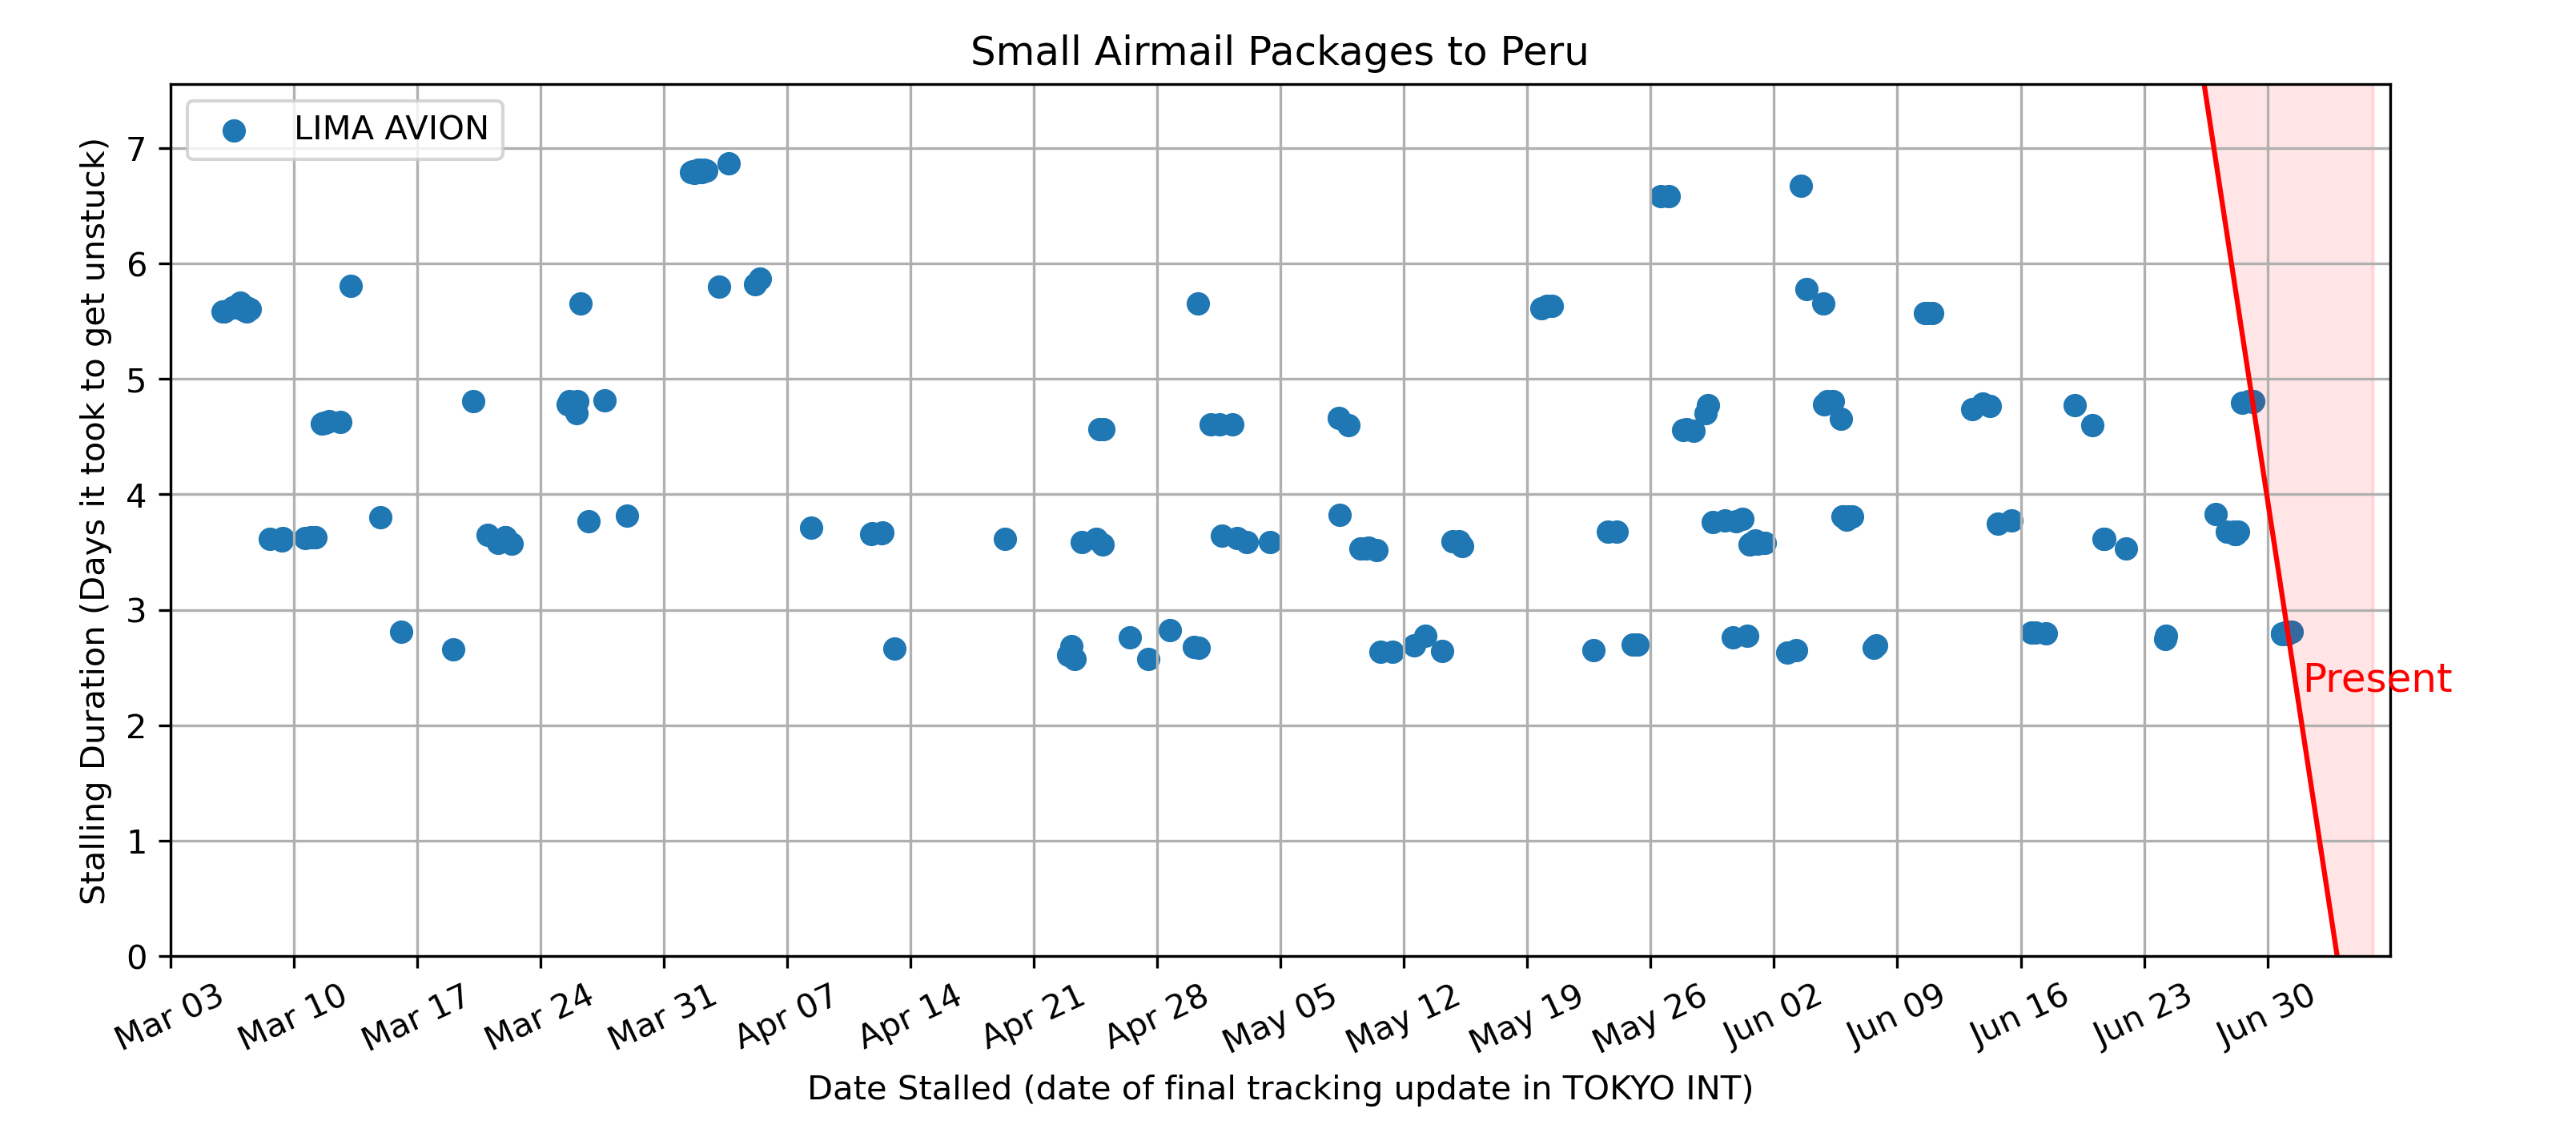 Small Airmail Packages to Peru
LIMA AVION
Stalling Duration (Days it took to get unstuck)
7
6
5
4
3
2
1
0
Present
Mar 03
Mar 10
Mar 17
Mar 24
Mar 31
Apr 07
Apr 14
Apr 21
Apr 28
May 05
May 12
May 19
May 26
Jun 02
Jun 09
Jun 16
Jun 23
Jun 30
Date Stalled (date of final tracking update in TOKYO INT)